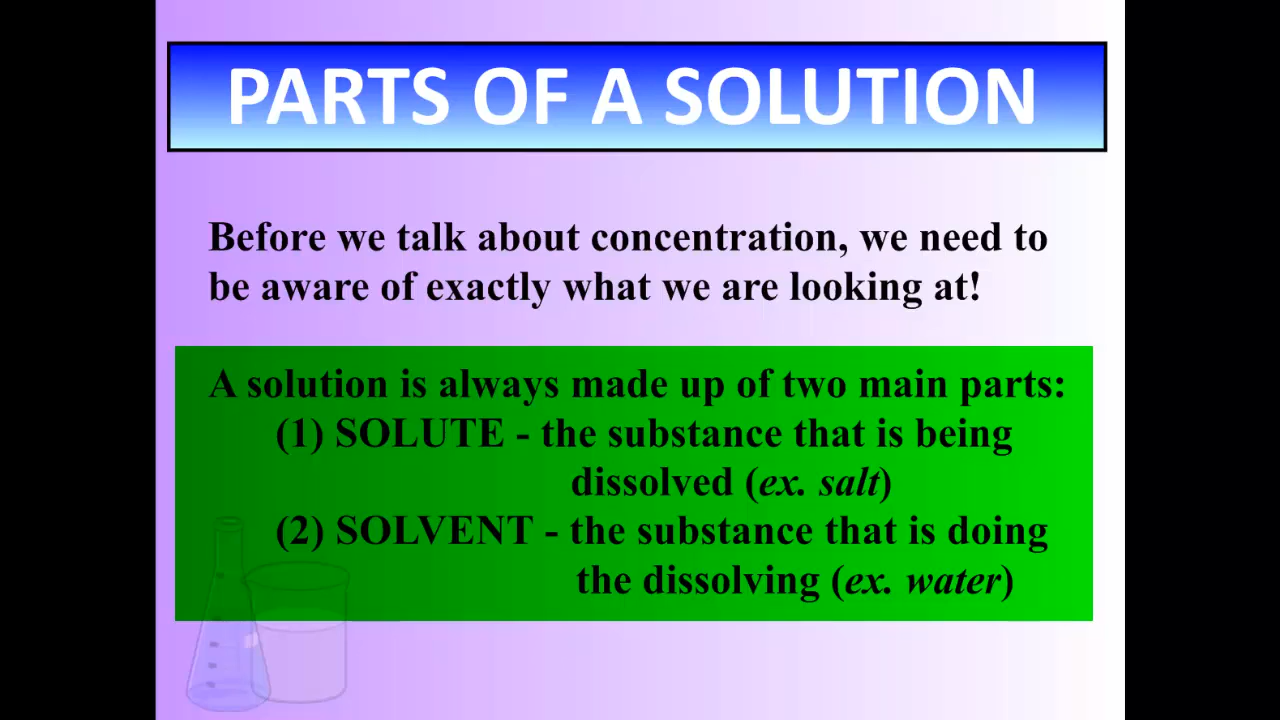 PARTS OF A SOLUTION
Before we talk about concentration, we need to
be aware of exactly what we are looking at!
A solution is always made up of two main parts:
(1) SOLUTE - the substance that is being
dissolved (ex. salt)
(2) SOLVENT - the substance that is doing
the dissolving (ex. water)